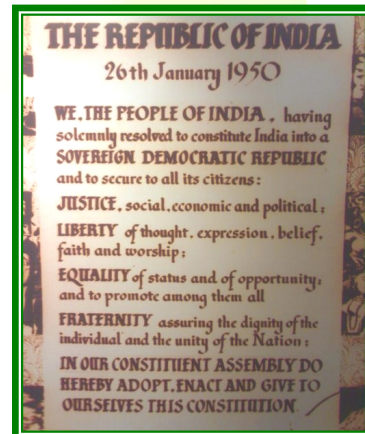 THE REPUBLIC OF INDIA
26th January 1950
WE, THE PEOPLE OF INDIA, having
solemnly resolved to constitute India into a
SOVEREIGN DEMOCRATIC REPUBLIC
and to secure to all its citizens:
JUSTICE, social, economic and political;
LIBERTY of thought, expression, belief,
faith and worship;
EQUALITY of status and of opportunity;
and to promote among them all
FRATERNITY assuring the dignity of the
individual and the unity of the Nation;
IN OUR CONSTITUENT ASSEMBLY DO
HEREBY ADOPT, ENACT AND GIVE TO
OURSELVES THIS CONSTITUTION.